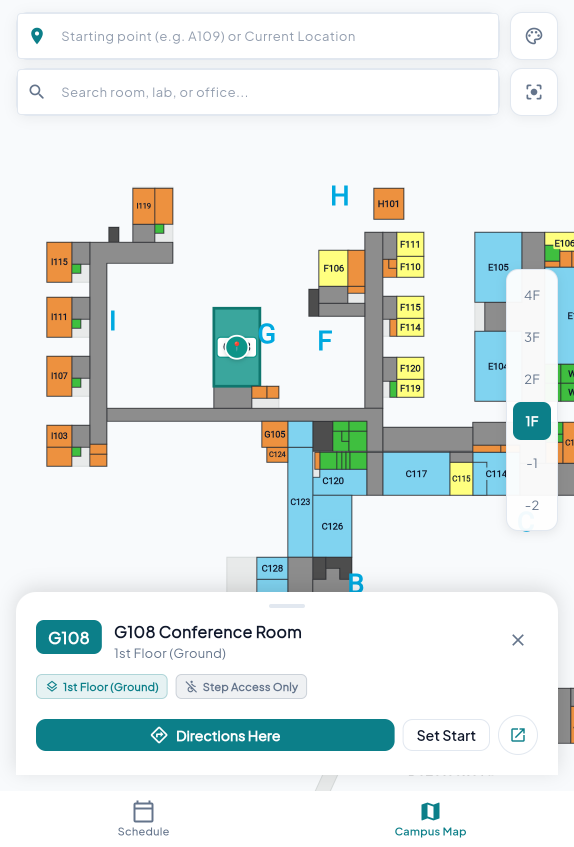 Starting point (e.g. A109) or Current Location
Search room, lab, or office...
H
I119
H101
F111
E105
E106
I115
F106
F110
4F
I111
I
G
F
F115
F114
3F
E104
2F
I107
F120
F119
1F
I103
G105
C124
-1
C120
C117
C115
C114
-2
C123
C126
C128
B
G108
G108 Conference Room
1st Floor (Ground)
1st Floor (Ground)
Step Access Only
Directions Here
Set Start
Schedule
Campus Map